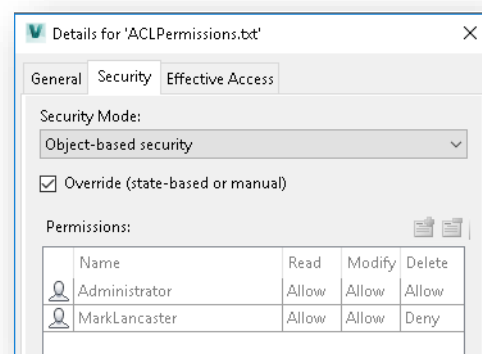 Details for 'ACLPermissions.txt'
General Security Effective Access
Security Mode:
Object-based security
Override (state-based or manual)
Permissions:
Name Read Modify Delete
Administrator Allow Allow Allow
MarkLancaster Allow Allow Deny